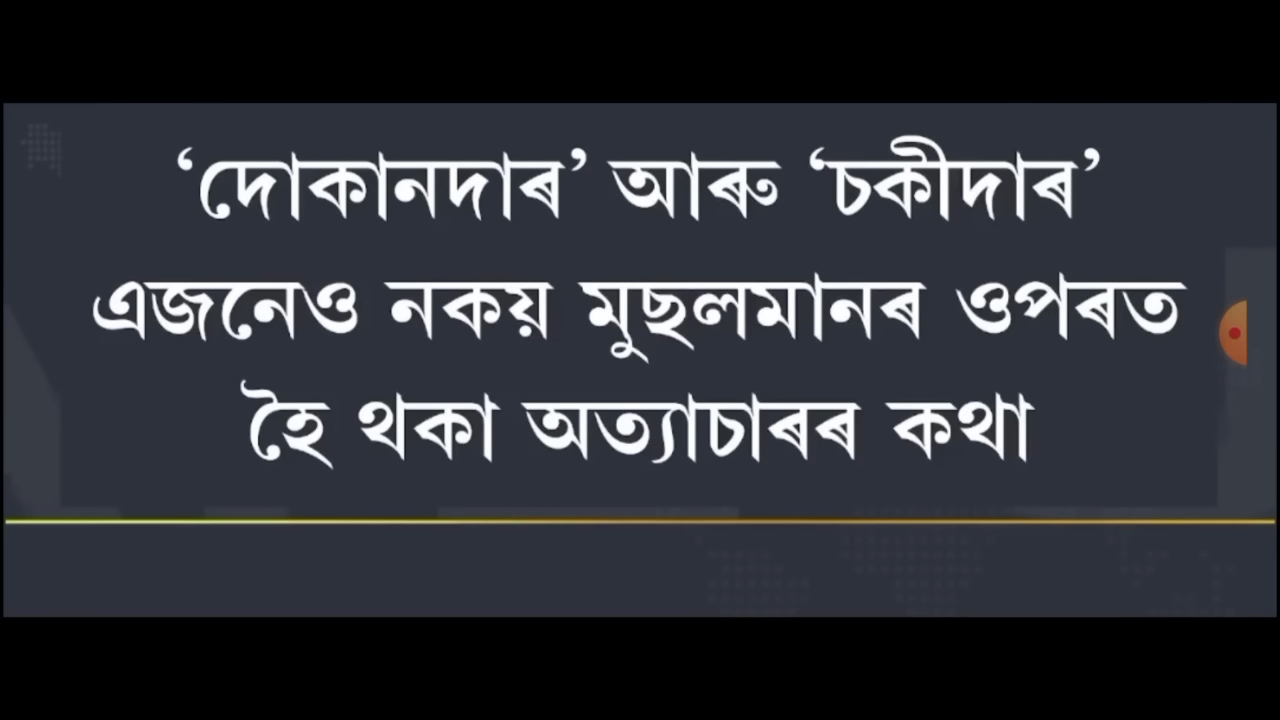 ‘দোকানদাৰ’ আৰু ‘চকীদাৰ’
এজনেও নকয় মুছলমানৰ ওপৰত
হৈ থকা অত্যাচাৰৰ কথা